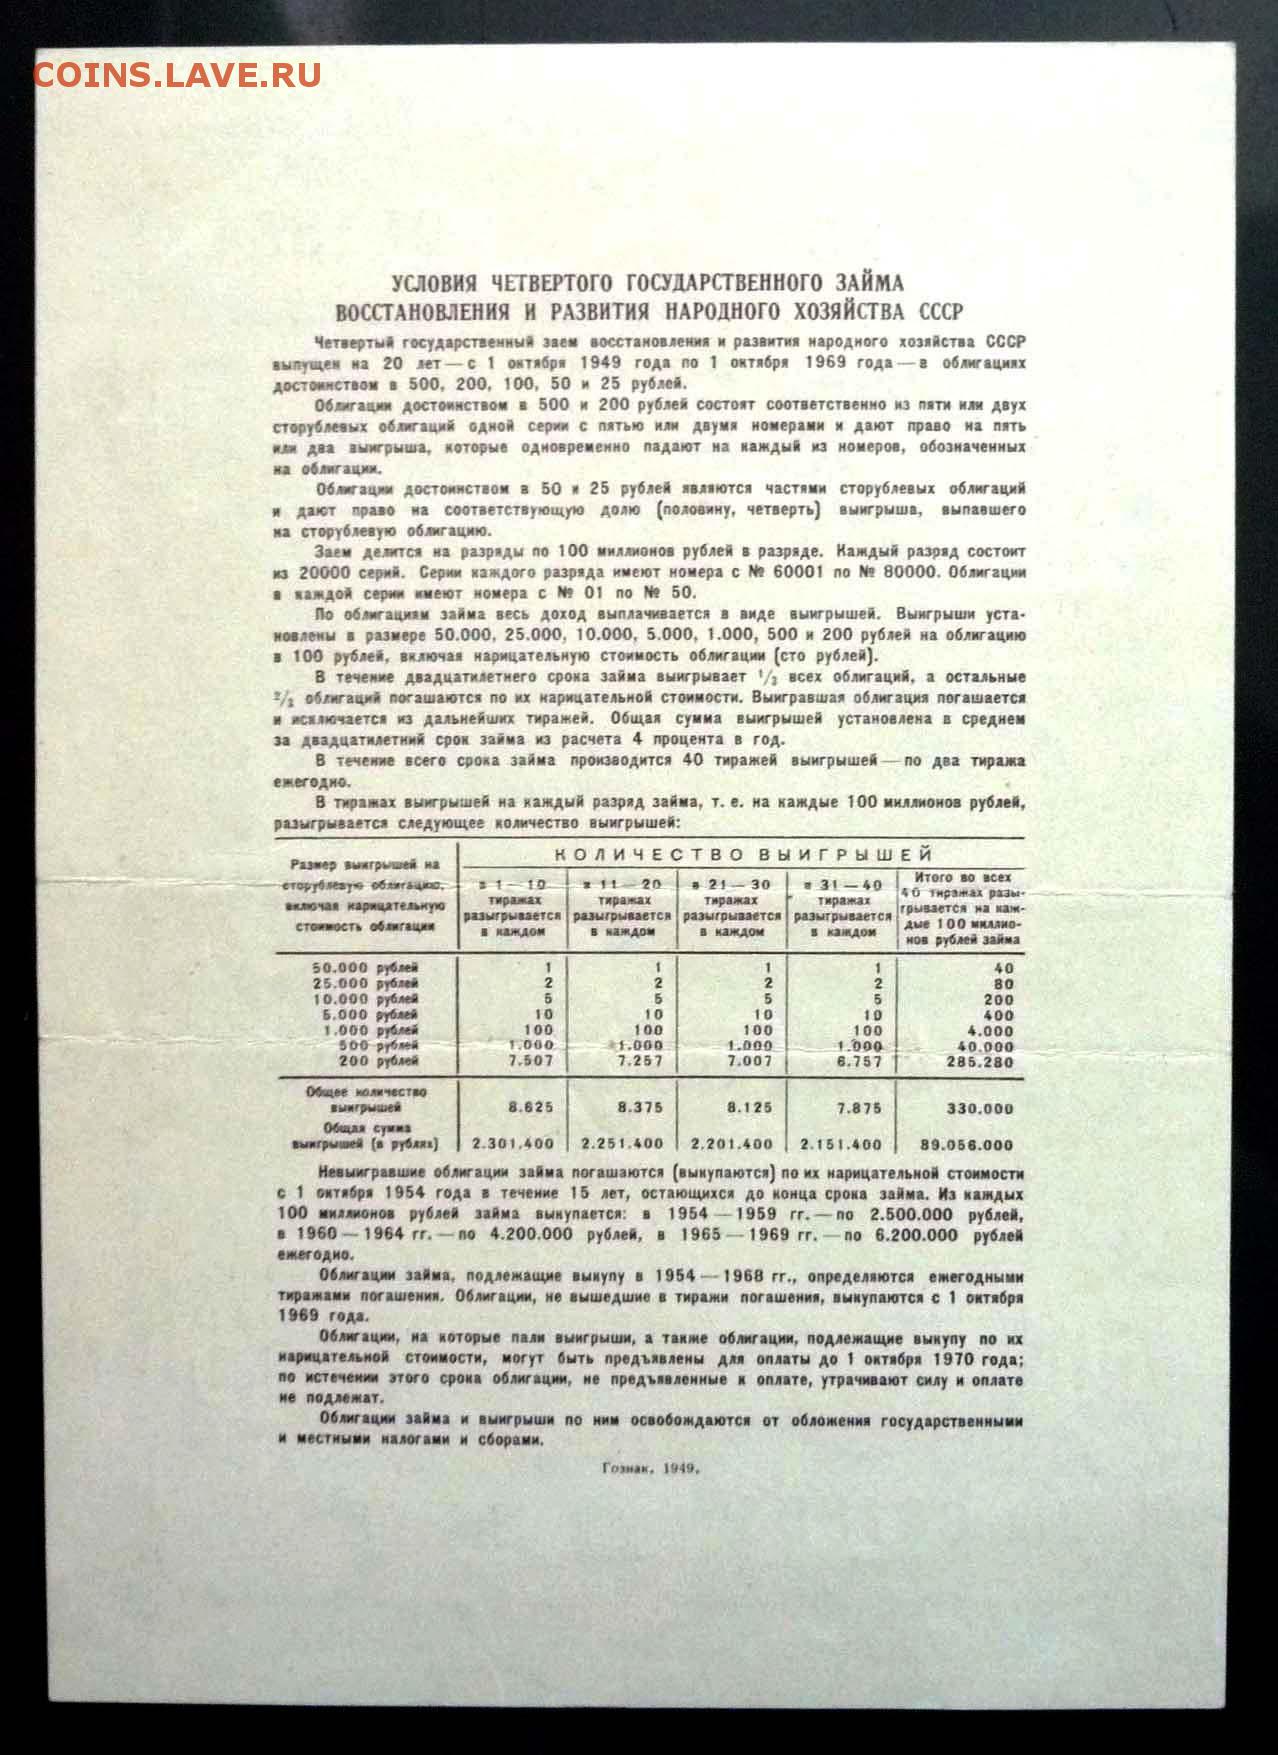 COINS.LAVE.RU
УСЛОВИЯ ЧЕТВЕРТОГО ГОСУДАРСТВЕННОГО ЗАЙМА
ВОССТАНОВЛЕНИЯ И РАЗВИТИЯ НАРОДНОГО ХОЗЯЙСТВА СССР
Четвертый государственный заем восстановления и развития народного хозяйства СССР
выпущен на 20 лет — с 1 октября 1949 года по 1 октября 1969 года — в облигациях
достоинством в 500, 200, 100, 50 и 25 рублей.
Облигации достоинством в 500 и 200 рублей состоят соответственно из пяти или двух
сторублевых облигаций одной серии с пятью или двумя номерами и дают право на пять
или два выигрыша, которые одновременно падают на каждый из номеров, обозначенных
на облигации.
Облигации достоинством в 50 и 25 рублей являются частями сторублевых облигаций
и дают право на соответствующую долю (половину, четверть) выигрыша, выпавшего
на сторублевую облигацию.
Заем делится на разряды по 100 миллионов рублей в разряде. Каждый разряд состоит
из 20000 серий. Серии каждого разряда имеют номера с № 60001 по № 80000. Облигации
в каждой серии имеют номера с № 01 по № 50.
По облигациям займа весь доход выплачивается в виде выигрышей. Выигрыши уста-
новлены в размере 50.000, 25.000, 10.000, 5.000, 1.000, 500 и 200 рублей на облигацию
в 100 рублей, включая нарицательную стоимость облигации (сто рублей).
В течение двадцатилетнего срока займа выигрывает 1/3 всех облигаций, а остальные
2/3 облигаций погашаются по их нарицательной стоимости. Выигравшая облигация погашается
и исключается из дальнейших тиражей. Общая сумма выигрышей установлена в среднем
за двадцатилетний срок займа из расчета 4 процента в год.
В течение всего срока займа производится 40 тиражей выигрышей — по два тиража
ежегодно.
В тиражах выигрышей на каждый разряд займа, т. е. на каждые 100 миллионов рублей,
разыгрывается следующее количество выигрышей:
Размер выигрышей на
сторублевую облигацию,
включая нарицательную
стоимость облигации
КОЛИЧЕСТВО ВЫИГРЫШЕЙ
в 1 — 10
тиражах
разыгрывается
в каждом
в 11 — 20
тиражах
разыгрывается
в каждом
в 21 — 30
тиражах
разыгрывается
в каждом
в 31 — 40
тиражах
разыгрывается
в каждом
Итого во всех
40 тиражах разы-
грывается на каж-
дые 100 миллио-
нов рублей займа
50.000 рублей 1 1 1 1 40
25.000 рублей 2 2 2 2 80
10.000 рублей 5 5 5 5 200
5.000 рублей 10 10 10 10 400
1.000 рублей 100 100 100 100 4.000
500 рублей 1.000 1.000 1.000 1.000 40.000
200 рублей 7.507 7.257 7.007 6.757 285.280
Общее количество
выигрышей 8.625 8.375 8.125 7.875 330.000
Общая сумма
выигрышей (в рублях) 2.301.400 2.251.400 2.201.400 2.151.400 89.056.000
Невыигравшие облигации займа погашаются (выкупаются) по их нарицательной стоимости
с 1 октября 1954 года в течение 15 лет, остающихся до конца срока займа. Из каждых
100 миллионов рублей займа выкупается: в 1954 — 1959 гг. — по 2.500.000 рублей,
в 1960 — 1964 гг. — по 4.200.000 рублей, в 1965 — 1969 гг. — по 6.200.000 рублей
ежегодно.
Облигации займа, подлежащие выкупу в 1954 — 1968 гг., определяются ежегодными
тиражами погашения. Облигации, не вышедшие в тиражи погашения, выкупаются с 1 октября
1969 года.
Облигации, на которые пали выигрыши, а также облигации, подлежащие выкупу по их
нарицательной стоимости, могут быть предъявлены для оплаты до 1 октября 1970 года;
по истечении этого срока облигации, не предъявленные к оплате, утрачивают силу и оплате
не подлежат.
Облигации займа и выигрыши по ним освобождаются от обложения государственными
и местными налогами и сборами.
Гознак. 1949.